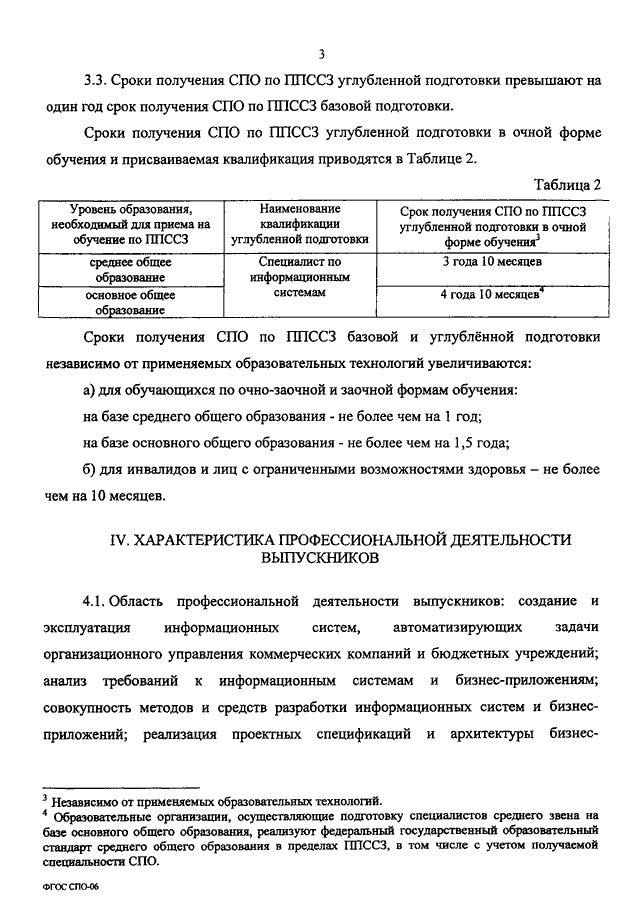 3
3.3. Сроки получения СПО по ППССЗ углубленной подготовки превышают на
один год срок получения СПО по ППССЗ базовой подготовки.
Сроки получения СПО по ППССЗ углубленной подготовки в очной форме
обучения и присваиваемая квалификация приводятся в Таблице 2.
Таблица 2
Уровень образования,
необходимый для приема на
обучение по ППССЗ
Наименование
квалификации
углубленной подготовки
Срок получения СПО по ППССЗ
углубленной подготовки в очной
форме обучения3
среднее общее
образование
Специалист по
информационным
системам
3 года 10 месяцев
основное общее
образование
4 года 10 месяцев4
Сроки получения СПО по ППССЗ базовой и углублённой подготовки
независимо от применяемых образовательных технологий увеличиваются:
а) для обучающихся по очно-заочной и заочной формам обучения:
на базе среднего общего образования - не более чем на 1 год;
на базе основного общего образования - не более чем на 1,5 года;
б) для инвалидов и лиц с ограниченными возможностями здоровья – не более
чем на 10 месяцев.
IV. ХАРАКТЕРИСТИКА ПРОФЕССИОНАЛЬНОЙ ДЕЯТЕЛЬНОСТИ
ВЫПУСКНИКОВ
4.1. Область профессиональной деятельности выпускников: создание и
эксплуатация информационных систем, автоматизирующих задачи
организационного управления коммерческих компаний и бюджетных учреждений;
анализ требований к информационным системам и бизнес-приложениям;
совокупность методов и средств разработки информационных систем и бизнес-
приложений; реализация проектных спецификаций и архитектуры бизнес-
3 Независимо от применяемых образовательных технологий.
4 Образовательные организации, осуществляющие подготовку специалистов среднего звена на
базе основного общего образования, реализуют федеральный государственный образовательный
стандарт среднего общего образования в пределах ППССЗ, в том числе с учетом получаемой
специальности СПО.
ФГОС СПО-06